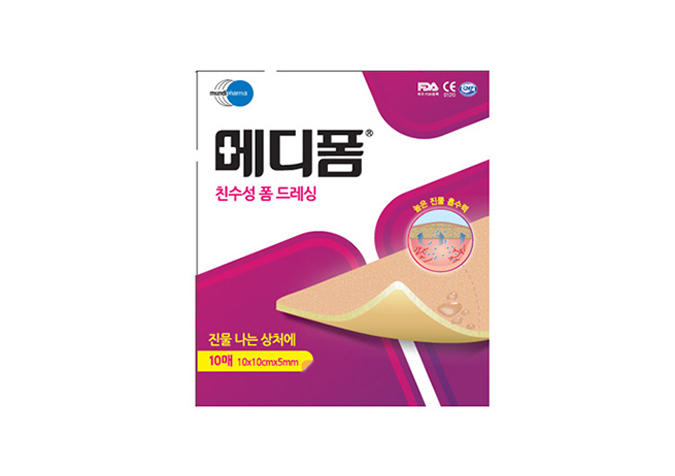 mundipharma
FDA CE
0120
메디폼®
친수성 폼 드레싱
높은 진물 흡수력
진물 나는 상처에
10매 10x10cmx5mm